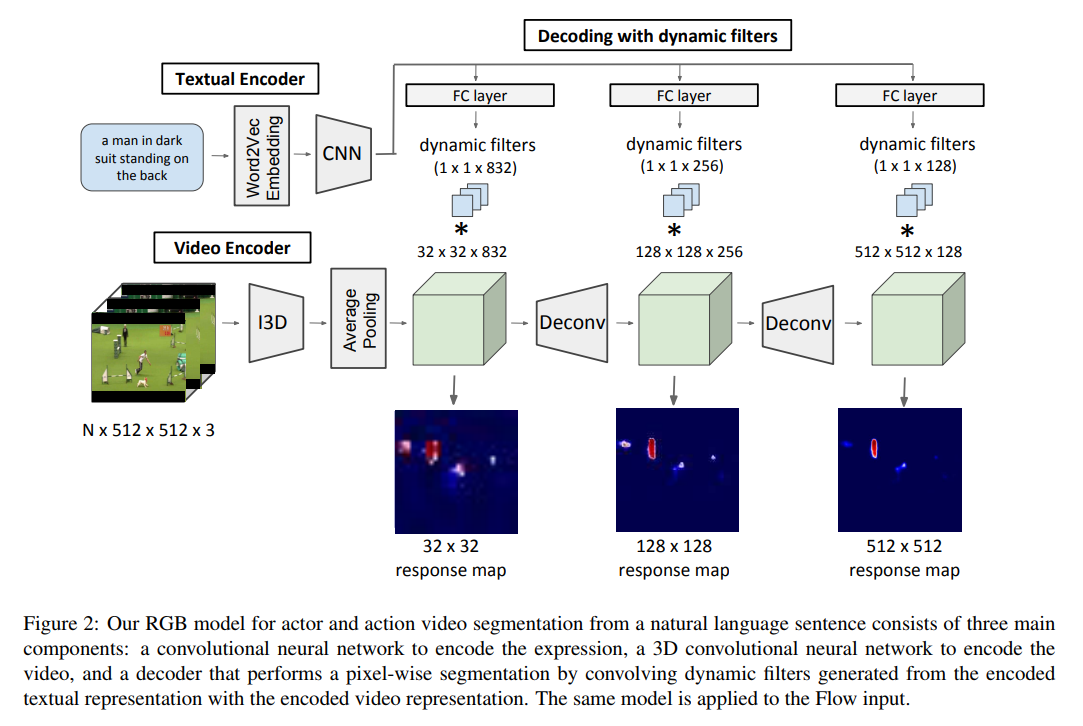 Decoding with dynamic filters
Textual Encoder
FC layer
FC layer
FC layer
a man in dark
suit standing on
the back
Word2Vec
Embedding
CNN
dynamic filters
(1 x 1 x 832)
dynamic filters
(1 x 1 x 256)
dynamic filters
(1 x 1 x 128)
*
*
*
Video Encoder
32 x 32 x 832
128 x 128 x 256
512 x 512 x 128
I3D
Average
Pooling
Deconv
Deconv
N x 512 x 512 x 3
32 x 32
response map
128 x 128
response map
512 x 512
response map
Figure 2: Our RGB model for actor and action video segmentation from a natural language sentence consists of three main
components: a convolutional neural network to encode the expression, a 3D convolutional neural network to encode the
video, and a decoder that performs a pixel-wise segmentation by convolving dynamic filters generated from the encoded
textual representation with the encoded video representation. The same model is applied to the Flow input.